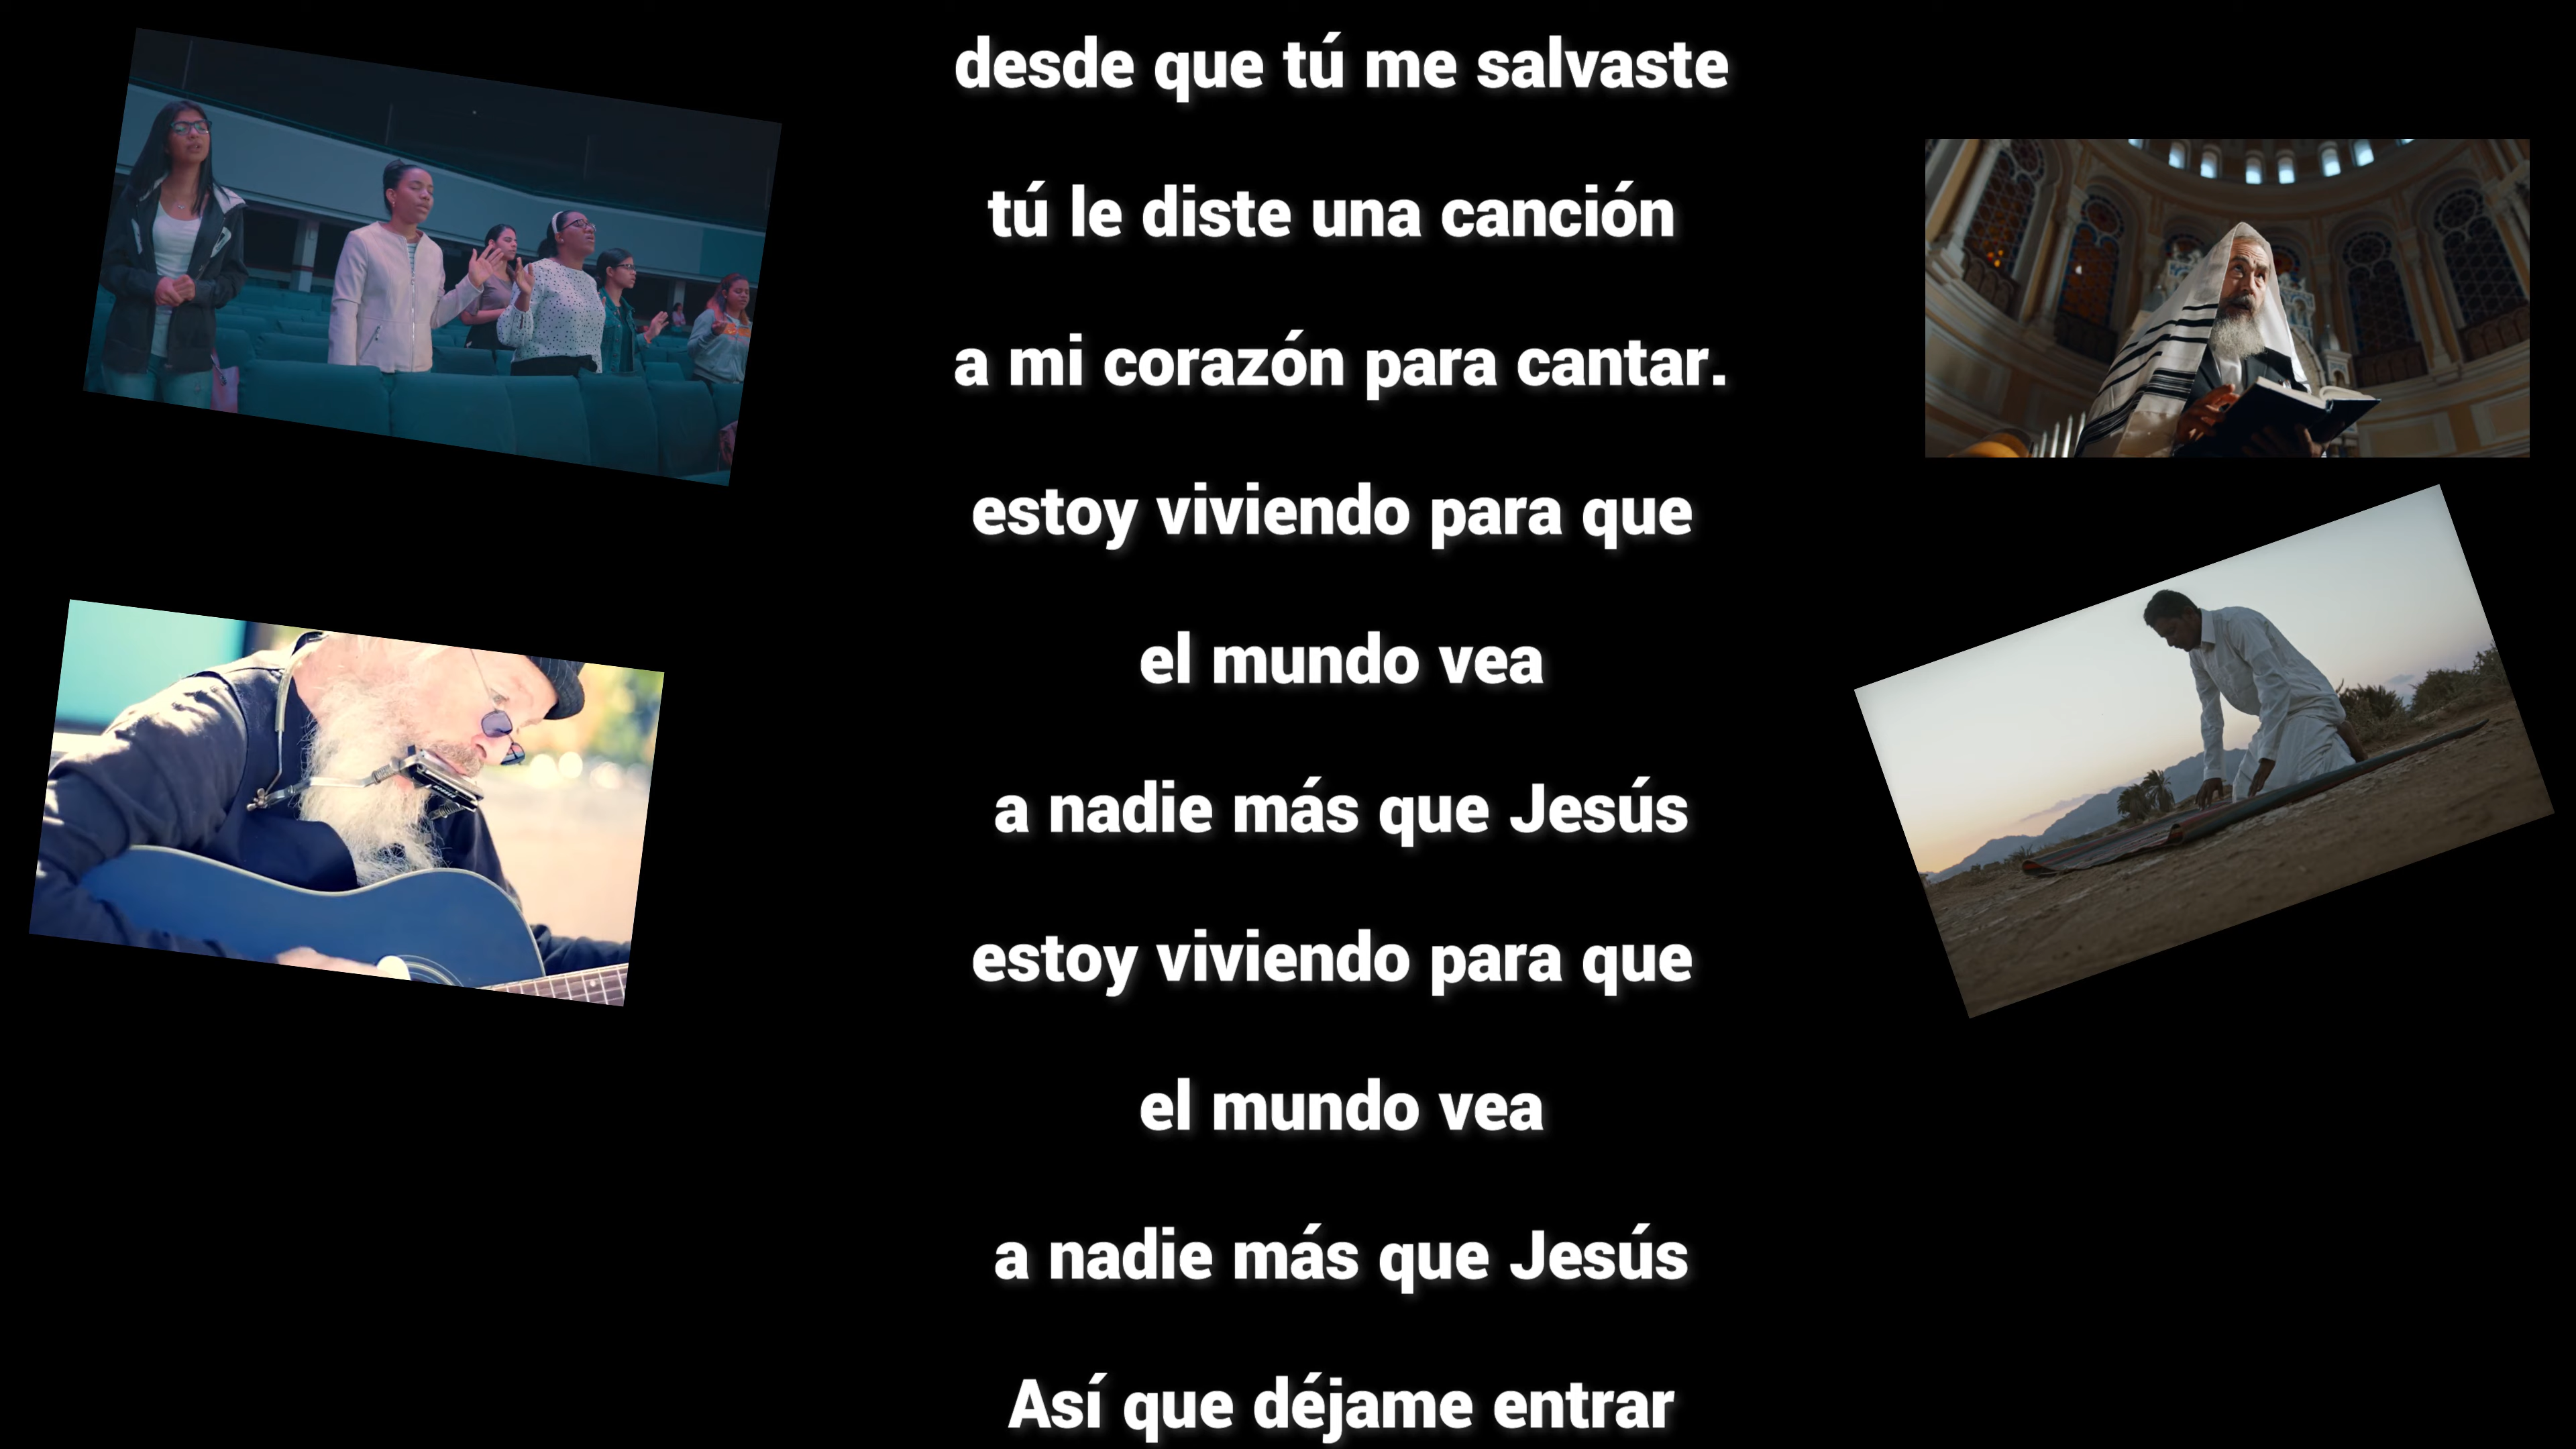 desde que tú me salvaste
tú le diste una canción
a mi corazón para cantar.
estoy viviendo para que
el mundo vea
a nadie más que Jesús
estoy viviendo para que
el mundo vea
a nadie más que Jesús
Así que déjame entrar